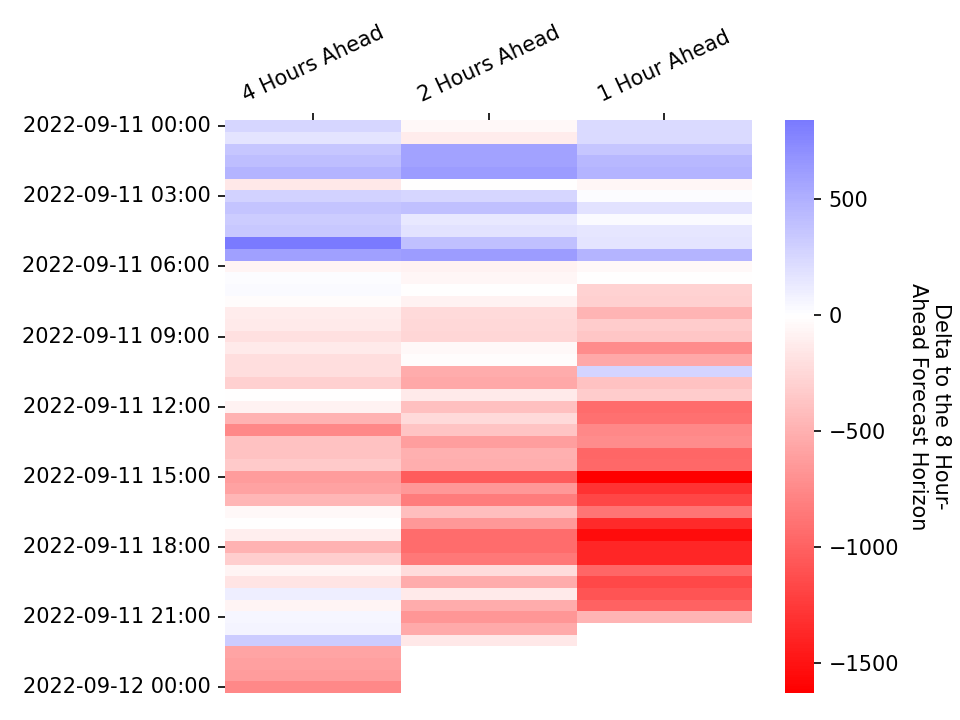 4 Hours Ahead
2 Hours Ahead
1 Hour Ahead
2022-09-11 00:00
2022-09-11 03:00
2022-09-11 06:00
2022-09-11 09:00
2022-09-11 12:00
2022-09-11 15:00
2022-09-11 18:00
2022-09-11 21:00
2022-09-12 00:00
500
0
−500
−1000
−1500
Delta to the 8 Hour-
Ahead Forecast Horizon